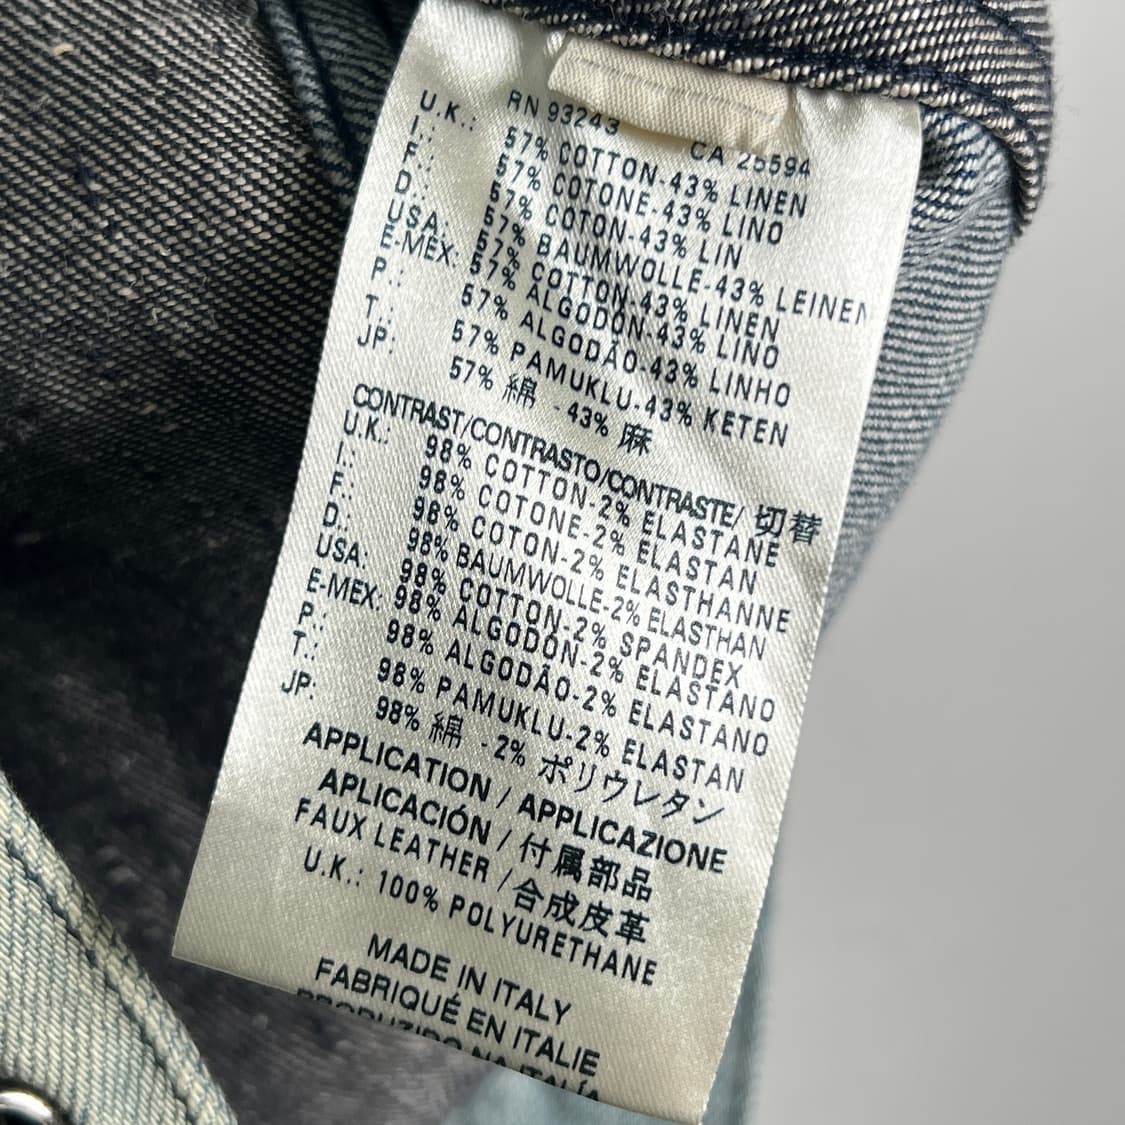 RN 93243 CA 25594
U.K.: 57% COTTON-43% LINEN
I.: 57% COTONE-43% LINO
F.: 57% COTON-43% LIN
D.: 57% BAUMWOLLE-43% LEINEN
USA: 57% COTTON-43% LINEN
E-MEX: 57% ALGODÓN-43% LINO
P.: 57% ALGODÃO-43% LINHO
T.: 57% PAMUKLU-43% KETEN
JP: 57% 綿 - 43% 麻
CONTRAST/CONTRASTO/CONTRASTE/ 切替
U.K.: 98% COTTON-2% ELASTANE
I.: 98% COTONE-2% ELASTAN
F.: 98% COTON-2% ELASTHANNE
D.: 98% BAUMWOLLE-2% ELASTHAN
USA: 98% COTTON-2% SPANDEX
E-MEX: 98% ALGODÓN-2% ELASTANO
P.: 98% ALGODÃO-2% ELASTANO
T.: 98% PAMUKLU-2% ELASTAN
JP: 98% 綿 - 2% ポリウレタン
APPLICATION / APPLICAZIONE
APLICACIÓN / 付属部品
FAUX LEATHER / 合成皮革
U.K.: 100% POLYURETHANE
MADE IN ITALY
FABRIQUÉ EN ITALIE
PRODUZIDO NA ITALÍA